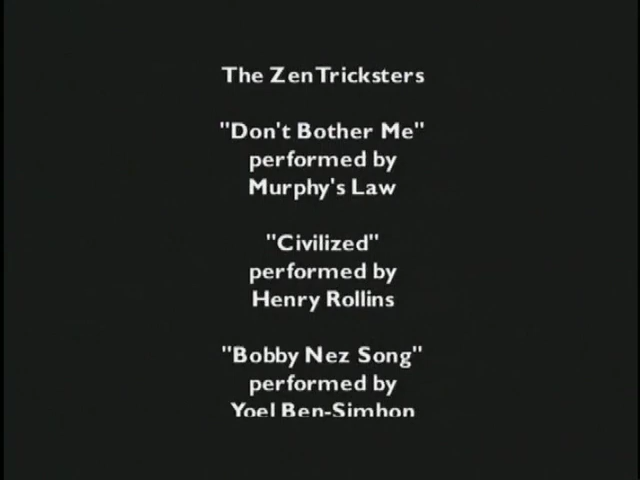 The Zen Tricksters
"Don't Bother Me"
performed by
Murphy's Law
"Civilized"
performed by
Henry Rollins
"Bobby Nez Song"
performed by
Yoel Ben-Simhon